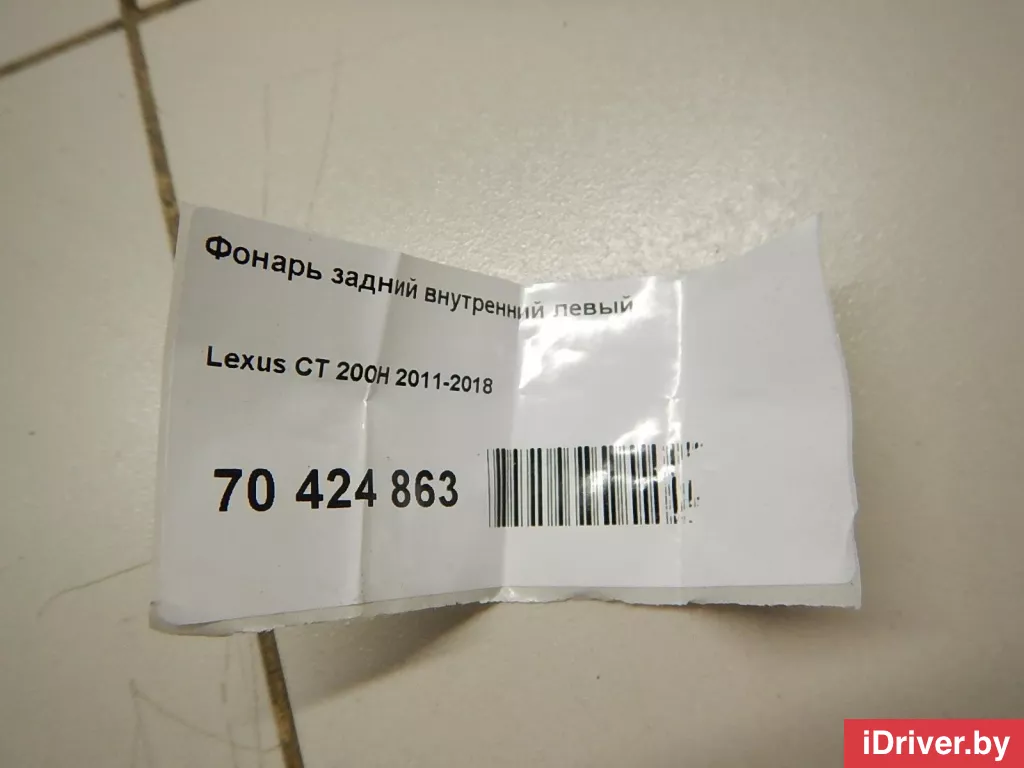 Фонарь задний внутренний левый
Lexus CT 200H 2011-2018
70 424 863
iDriver.by